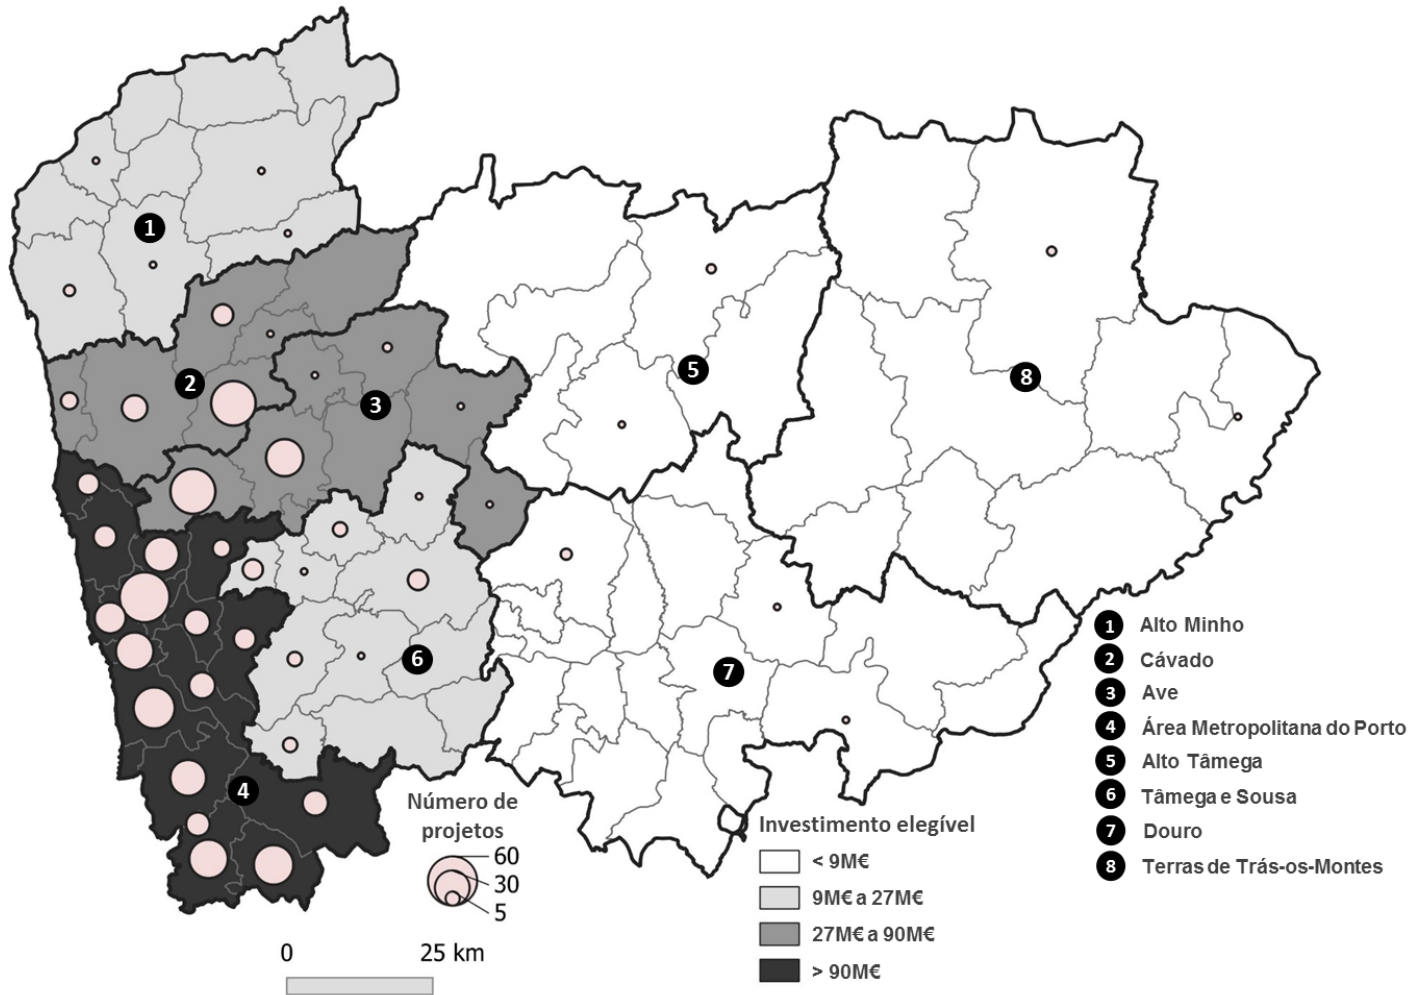 1
2
3
4
5
6
7
8
1 Alto Minho
2 Cávado
3 Ave
4 Área Metropolitana do Porto
5 Alto Tâmega
6 Tâmega e Sousa
7 Douro
8 Terras de Trás-os-Montes
Número de
projetos
60
30
5
Investimento elegível
< 9M€
9M€ a 27M€
27M€ a 90M€
> 90M€
0 25 km